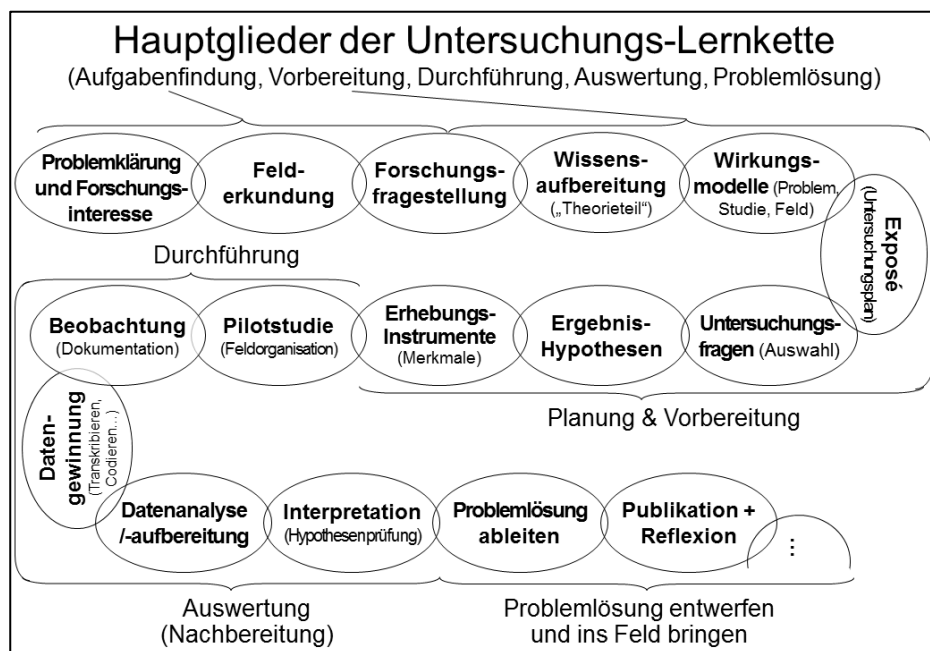 Hauptglieder der Untersuchungs-Lernkette
(Aufgabenfindung, Vorbereitung, Durchführung, Auswertung, Problemlösung)
Problemklärung
und Forschungs-
interesse
Feld-
erkundung
Forschungs-
fragestellung
Wissens-
aufbereitung
(„Theorieteil“)
Wirkungs-
modelle (Problem,
Studie, Feld)
Exposé
(Untersuchungsplan)
Durchführung
Beobachtung
(Dokumentation)
Pilotstudie
(Feldorganisation)
Erhebungs-
Instrumente
(Merkmale)
Ergebnis-
Hypothesen
Untersuchungs-
fragen (Auswahl)
Planung & Vorbereitung
Daten-
gewinnung
(Transkribieren,
Codieren...)
Datenanalyse
/-aufbereitung
Interpretation
(Hypothesenprüfung)
Problemlösung
ableiten
Publikation +
Reflexion
...
Auswertung
(Nachbereitung)
Problemlösung entwerfen
und ins Feld bringen